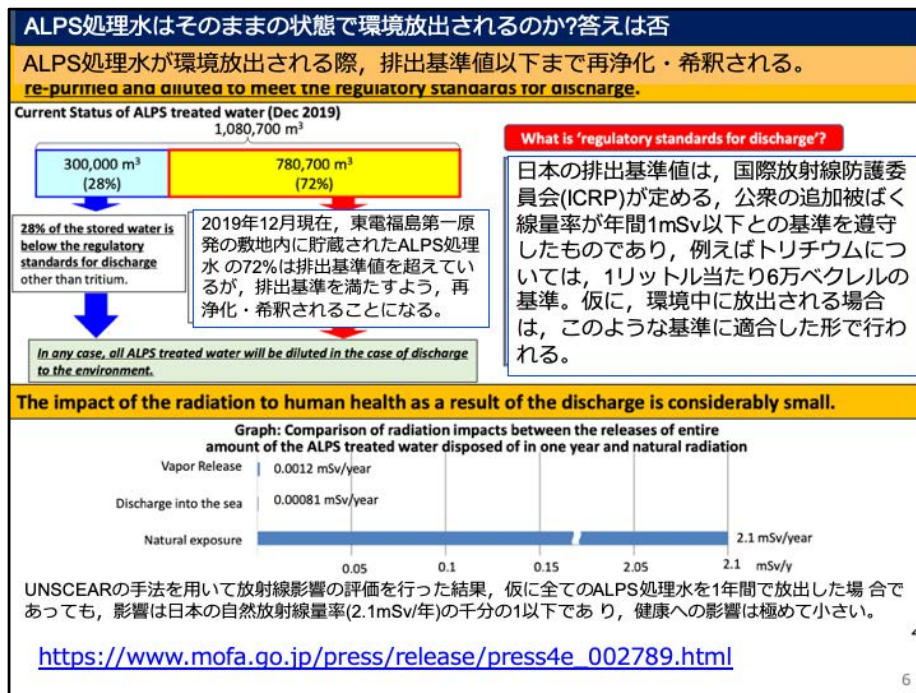 ALPS処理水はそのままの状態で環境放出されるのか?答えは否
ALPS処理水が環境放出される際，排出基準値以下まで再浄化・希釈される。
re-purified and diluted to meet the regulatory standards for discharge.
Current Status of ALPS treated water (Dec 2019)
1,080,700 m³
300,000 m³
(28%)
780,700 m³
(72%)
28% of the stored water is
below the regulatory
standards for discharge
other than tritium.
2019年12月現在，東電福島第一原
発の敷地内に貯蔵されたALPS処理
水 の72%は排出基準値を超えてい
るが，排出基準を満たすよう，再
浄化・希釈されることになる。
In any case, all ALPS treated water will be diluted in the case of discharge
to the environment.
What is 'regulatory standards for discharge'?
日本の排出基準値は，国際放射線防護委
員会(ICRP)が定める，公衆の追加被ばく
線量率が年間1mSv以下との基準を遵守
したものであり，例えばトリチウムにつ
いては，1リットル当たり6万ベクレルの
基準。仮に，環境中に放出される場合
は，このような基準に適合した形で行わ
れる。
The impact of the radiation to human health as a result of the discharge is considerably small.
Graph: Comparison of radiation impacts between the releases of entire
amount of the ALPS treated water disposed of in one year and natural radiation
Vapor Release
0.0012 mSv/year
Discharge into the sea
0.00081 mSv/year
Natural exposure
2.1 mSv/year
0.05 0.1 0.15 2.05 2.1 mSv/y
UNSCEARの手法を用いて放射線影響の評価を行った結果，仮に全てのALPS処理水を1年間で放出した場 合で
あっても，影響は日本の自然放射線量率(2.1mSv/年)の千分の1以下であ り，健康への影響は極めて小さい。
https://www.mofa.go.jp/press/release/press4e_002789.html
6